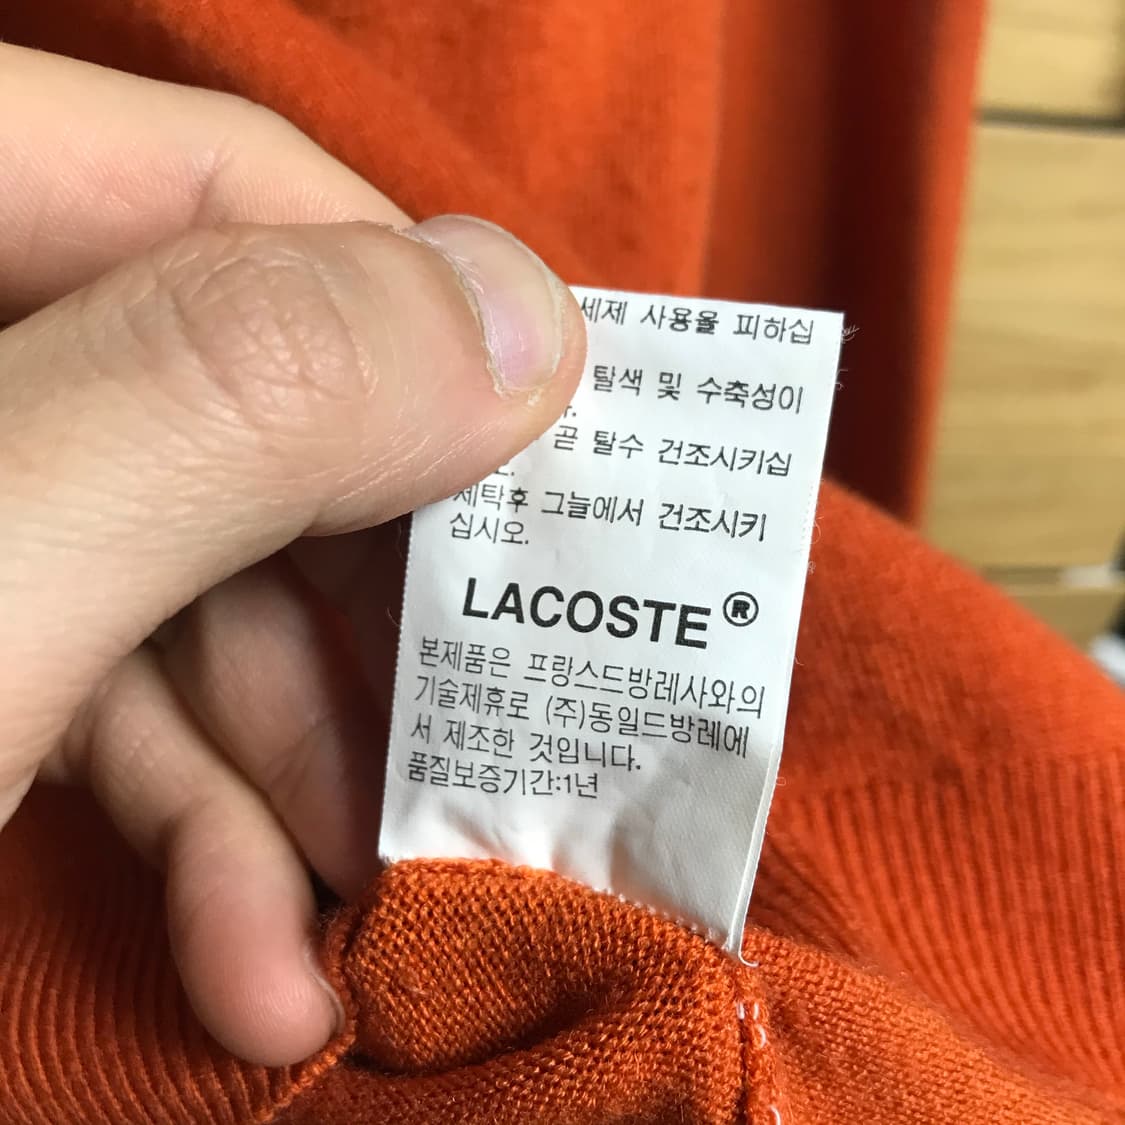 세제 사용을 피하십
탈색 및 수축성이
곧 탈수 건조시키십
세탁후 그늘에서 건조시키
십시오.
LACOSTE®
본제품은 프랑스드방레사와의
기술제휴로 (주)동일드방레에
서 제조한 것입니다.
품질보증기간:1년